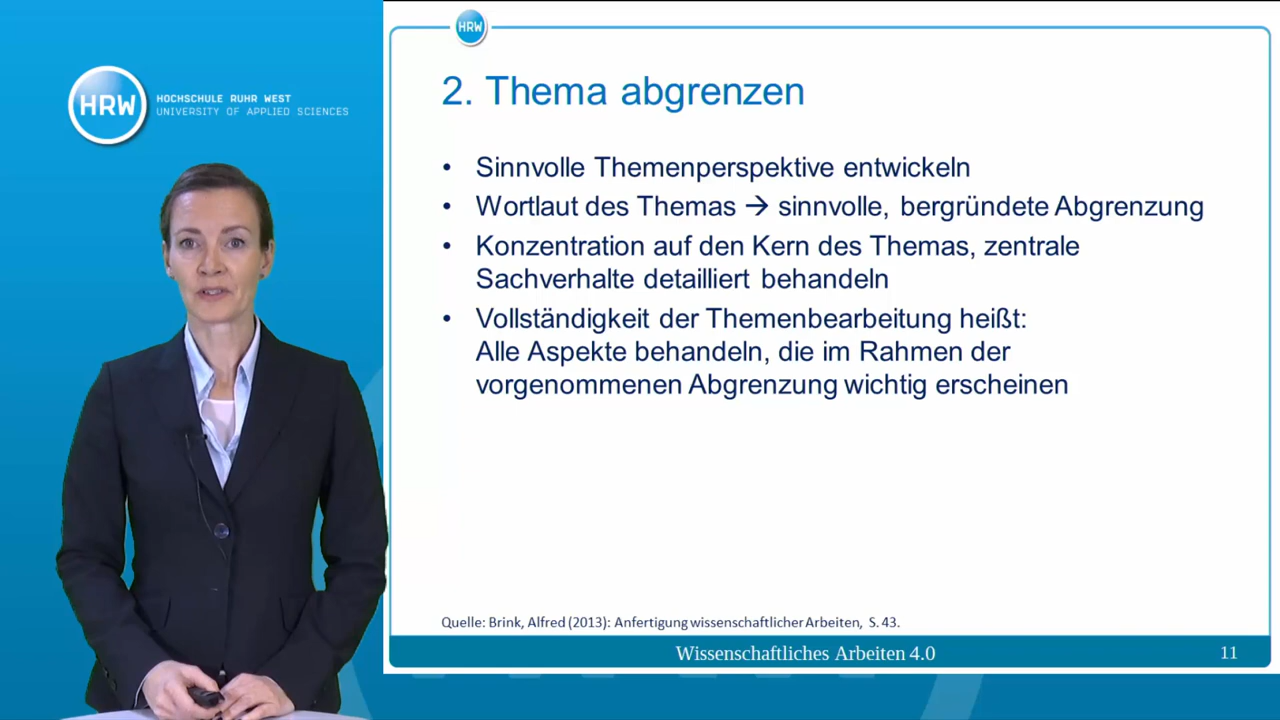 HRW
HOCHSCHULE RUHR WEST
UNIVERSITY OF APPLIED SCIENCES
HRW
2. Thema abgrenzen
• Sinnvolle Themenperspektive entwickeln
• Wortlaut des Themas → sinnvolle, bergründete Abgrenzung
• Konzentration auf den Kern des Themas, zentrale
Sachverhalte detailliert behandeln
• Vollständigkeit der Themenbearbeitung heißt:
Alle Aspekte behandeln, die im Rahmen der
vorgenommenen Abgrenzung wichtig erscheinen
Quelle: Brink, Alfred (2013): Anfertigung wissenschaftlicher Arbeiten, S. 43.
Wissenschaftliches Arbeiten 4.0
11